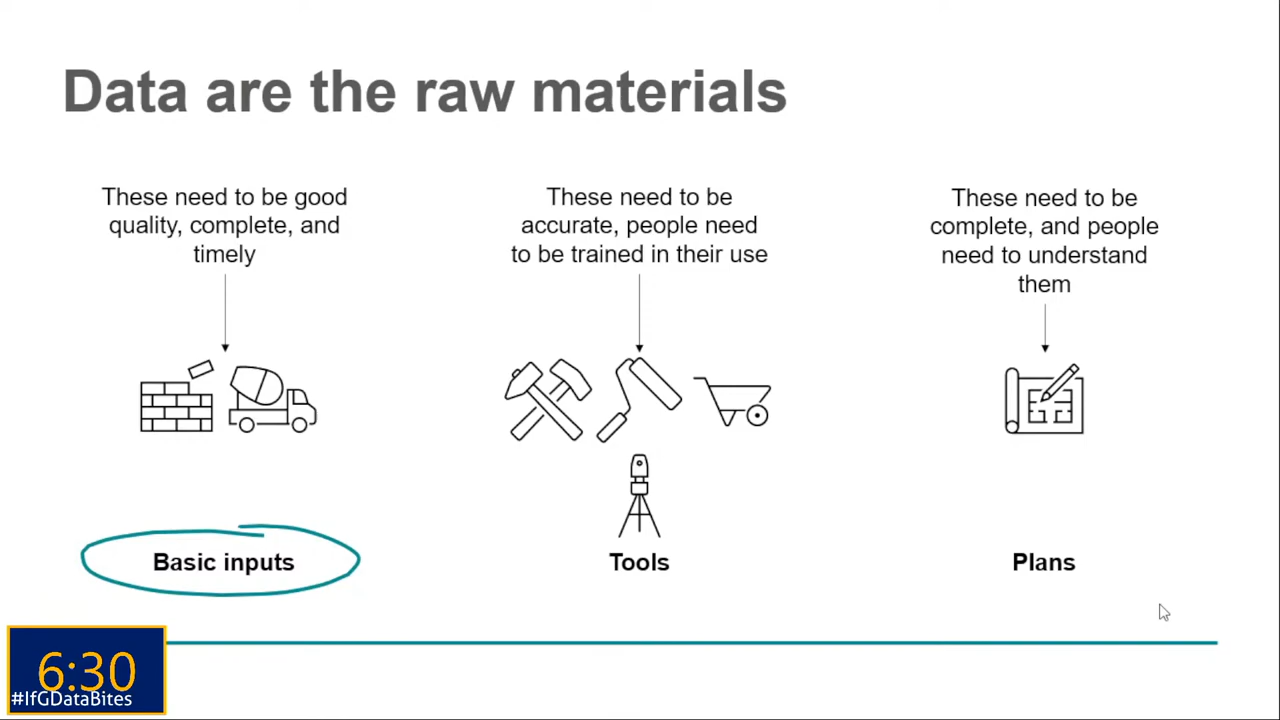 Data are the raw materials
These need to be good
quality, complete, and
timely
These need to be
accurate, people need
to be trained in their use
These need to be
complete, and people
need to understand
them
Basic inputs
Tools
Plans
6:30
#IfGDataBites